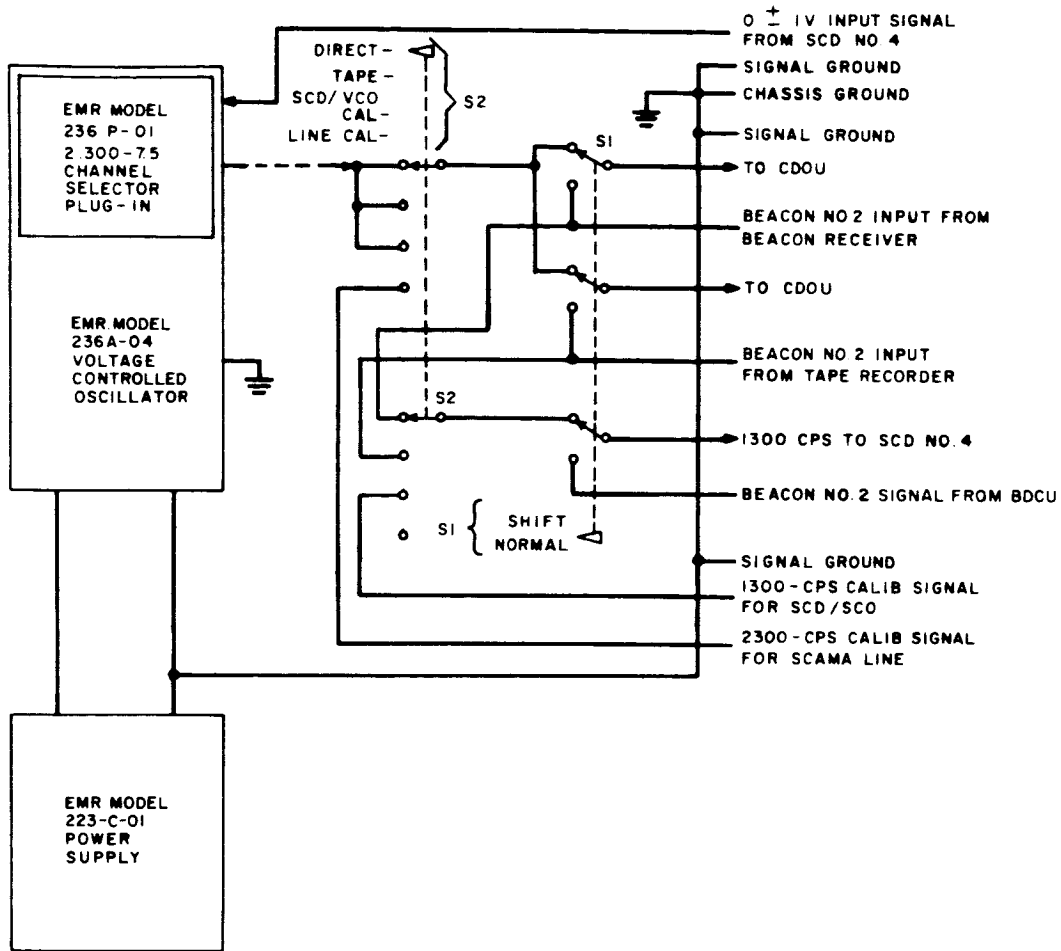 0 ± 1V INPUT SIGNAL
FROM SCD NO. 4
SIGNAL GROUND
CHASSIS GROUND
SIGNAL GROUND
TO CDOU
BEACON NO.2 INPUT FROM
BEACON RECEIVER
TO CDOU
BEACON NO.2 INPUT
FROM TAPE RECORDER
1300 CPS TO SCD NO. 4
BEACON NO. 2 SIGNAL FROM BDCU
SIGNAL GROUND
1300-CPS CALIB SIGNAL
FOR SCD/SCO
2300-CPS CALIB SIGNAL
FOR SCAMA LINE
DIRECT-
TAPE-
SCD/VCO
CAL-
LINE CAL-
S2
S1
S2
S1
SHIFT
NORMAL
EMR MODEL
236 P-01
2.300-7.5
CHANNEL
SELECTOR
PLUG-IN
EMR. MODEL
236A-04
VOLTAGE
CONTROLLED
OSCILLATOR
EMR MODEL
223-C-01
POWER
SUPPLY